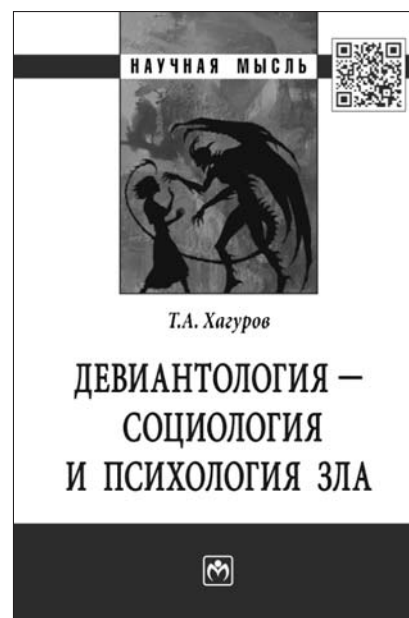 НАУЧНАЯ МЫСЛЬ
Т.А. Хагуров
ДЕВИАНТОЛОГИЯ –
СОЦИОЛОГИЯ
И ПСИХОЛОГИЯ ЗЛА